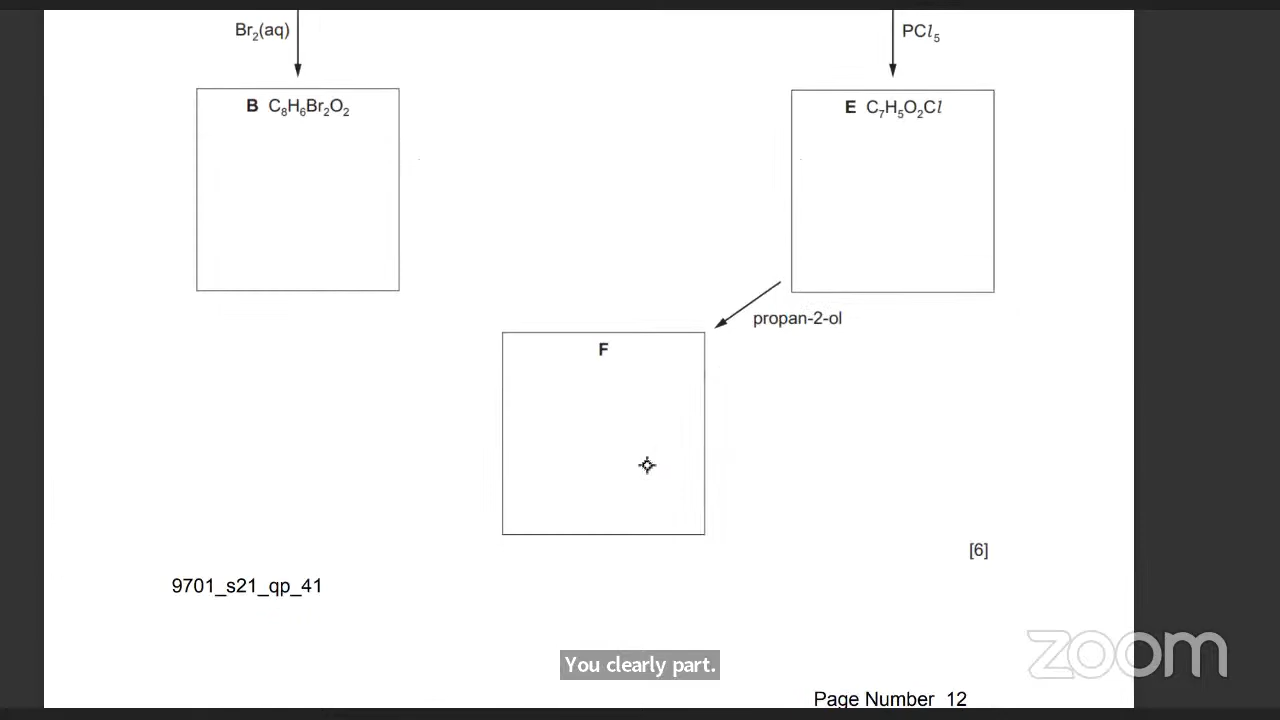 Br₂(aq)
PCl₅
B C₈H₆Br₂O₂
E C₇H₅O₂Cl
propan-2-ol
F
[6]
9701_s21_qp_41
zoom
You clearly part.
Page Number 12